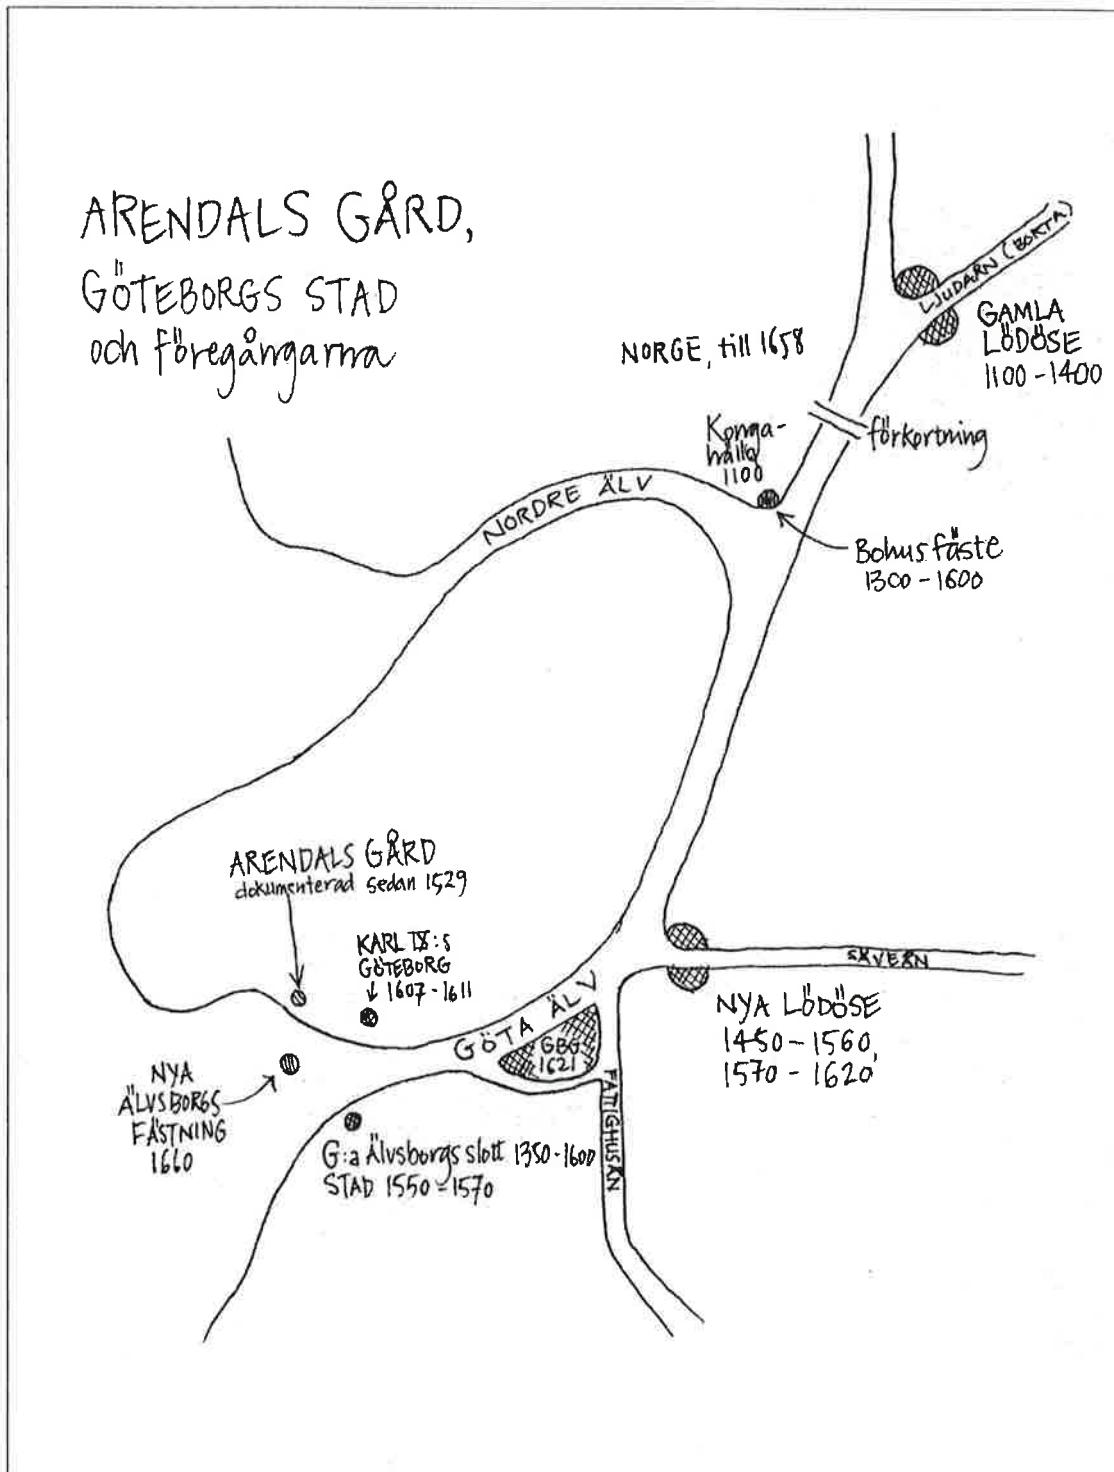 ARENDALS GÅRD,
GÖTEBORGS STAD
och föregångarna
LJUDARN (BORTA)
GAMLA
LÖDÖSE
1100-1400
NORGE, till 1658
förkortning
Konga-
hälla
1100
NORDRE ÄLV
Bohus fäste
1300-1600
ARENDALS GÅRD
dokumenterad sedan 1529
KARL IX:s
GÖTEBORG
1607-1611
SÄVEÅN
GÖTA ÄLV
GBG
1621
NYA LÖDÖSE
1450-1560,
1570-1620
FATTIGHUSÅN
NYA
ÄLVSBORGS
FÄSTNING
1660
G:a Älvsborgs slott 1350-1600
STAD 1550-1570